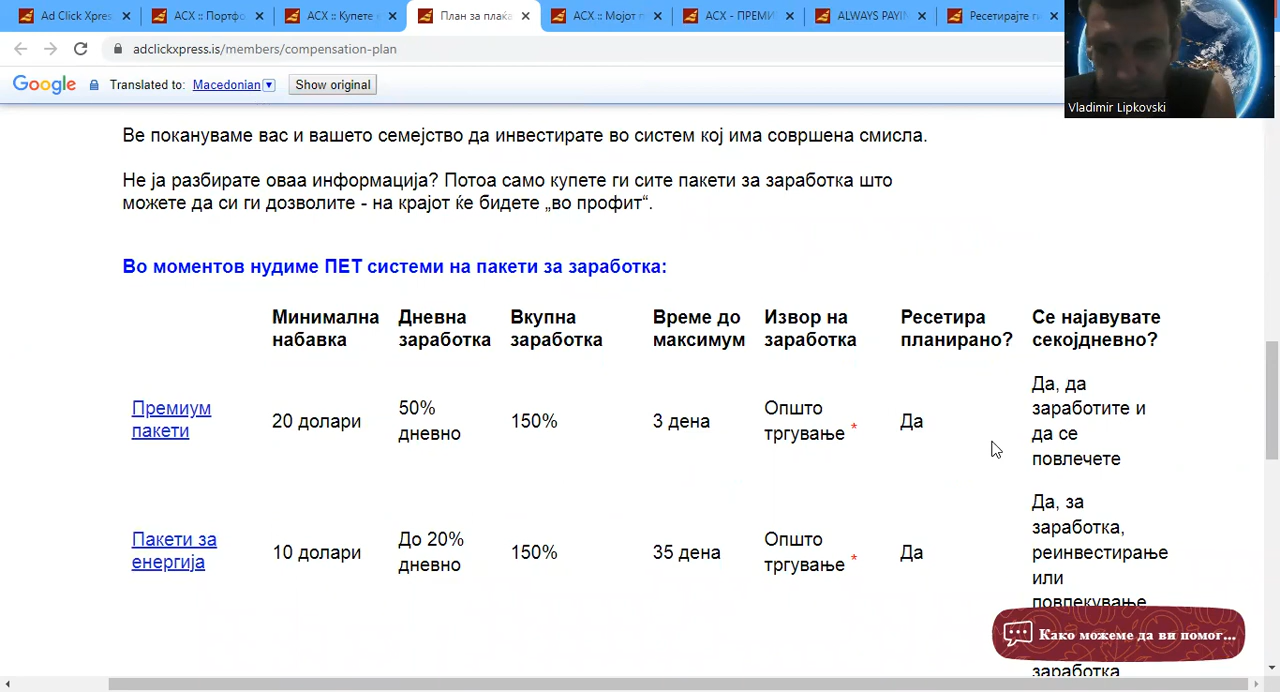 Ad Click Xpres
ACX :: Портфо
ACX :: Купете
План за плаќа
ACX :: Мојот п
ACX - ПРЕМИ
ALWAYS PAYIN
Ресетирајте г
adclickxpress.is/members/compensation-plan
Google Translated to: Macedonian Show original
Vladimir Lipkovski
Ве покануваме вас и вашето семејство да инвестирате во систем кој има совршена смисла.
Не ја разбирате оваа информација? Потоа само купете ги сите пакети за заработка што
можете да си ги дозволите - на крајот ќе бидете „во профит“.
Во моментов нудиме ПЕТ системи на пакети за заработка:
Минимална Дневна Вкупна Време до Извор на Ресетира Се најавувате
набавка заработка заработка максимум заработка планирано? секојдневно?
Да, да
Премиум 50% Општо заработите и
20 долари 150% 3 дена Да
пакети дневно тргување * да се
повлечете
Да, за
заработка,
Пакети за До 20% Општо реинвестирање
10 долари 150% 35 дена Да
енергија дневно тргување * или
повлекување
Како можеме да ви помог...
заработка